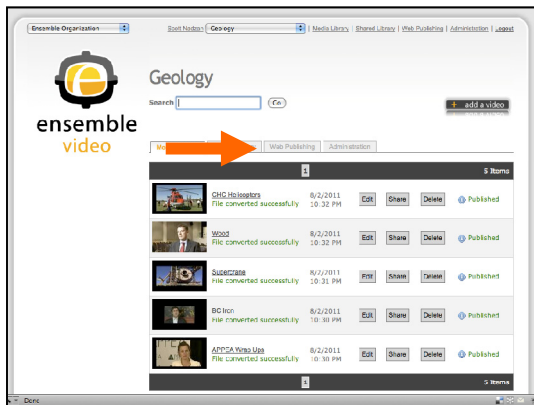 Ensemble Organization
Scott Nadzan Geology | Media Library | Shared Library | Web Publishing | Administration | Logout
Geology
Search Go
+ add a video
ensemble
video
Web Publishing Administration
1 5 Items
CHC Helicopters 8/2/2011 Edit Share Delete Published
File converted successfully 10:32 PM
Wood 8/2/2011 Edit Share Delete Published
File converted successfully 10:32 PM
Supercrane 8/2/2011 Edit Share Delete Published
File converted successfully 10:31 PM
BC Iron 8/2/2011 Edit Share Delete Published
File converted successfully 10:30 PM
APPEA Wrap Ups 8/2/2011 Edit Share Delete Published
File converted successfully 10:30 PM
1 5 Items
Done